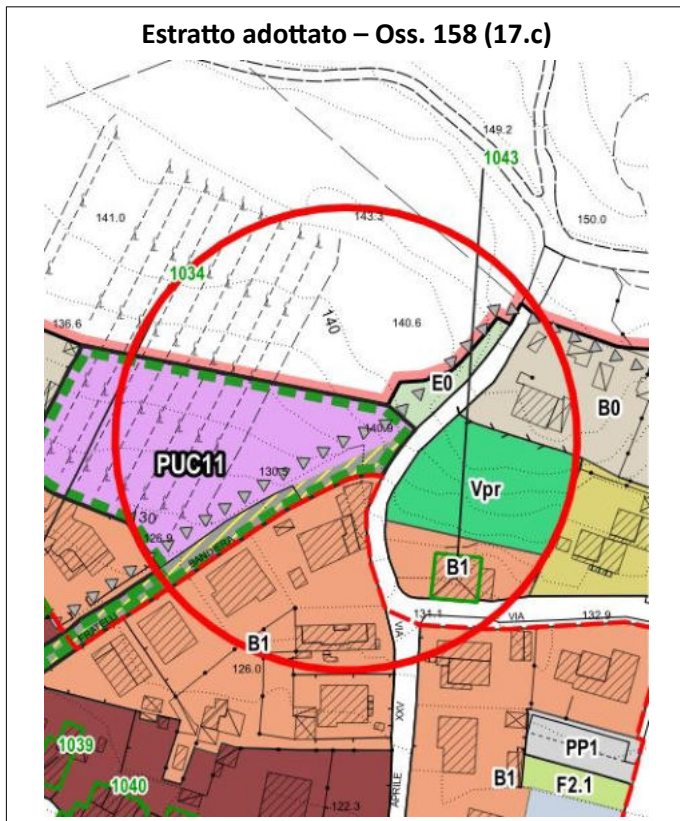 Estratto adottato – Oss. 158 (17.c)
149.2
1043
141.0
143.3
150.0
1034
136.6
140
140.6
E0
B0
140.9
PUC11
130.5
Vpr
130
126.9
BANDIERA
B1
FRATELLI
131.1
VIA
132.9
VIA
B1
126.0
XXV
1039
PP1
B1
F2.1
1040
APRILE
122.3